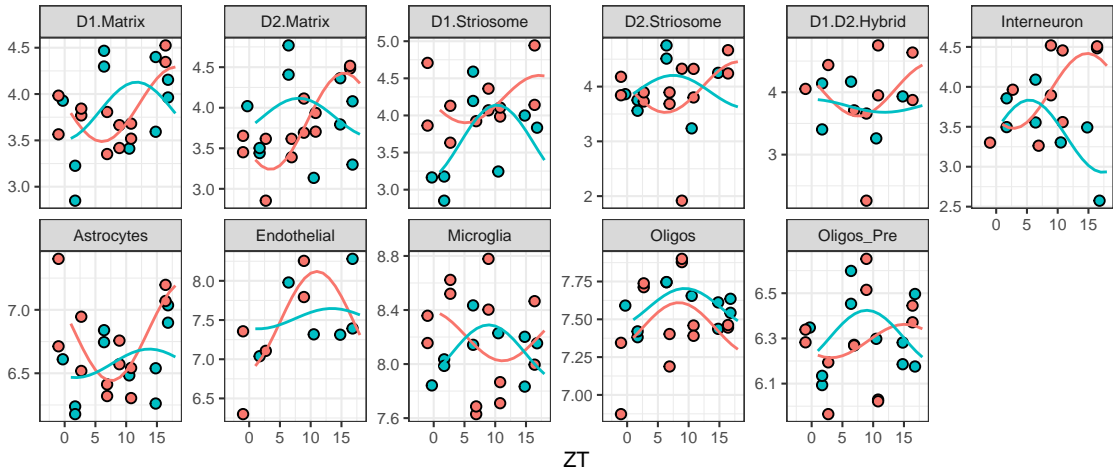 D1.Matrix D2.Matrix D1.Striosome D2.Striosome D1.D2.Hybrid Interneuron
4.5 4.0 3.5 3.0
4.5 4.0 3.5 3.0
5.0 4.5 4.0 3.5 3.0
4 3 2
4 3
4.5 4.0 3.5 3.0 2.5
0 5 10 15
Astrocytes Endothelial Microglia Oligos Oligos_Pre
7.0 6.5
8.0 7.5 7.0 6.5
8.8 8.4 8.0 7.6
7.75 7.50 7.25 7.00
6.5 6.3 6.1
0 5 10 15 0 5 10 15 0 5 10 15 0 5 10 15 0 5 10 15
ZT